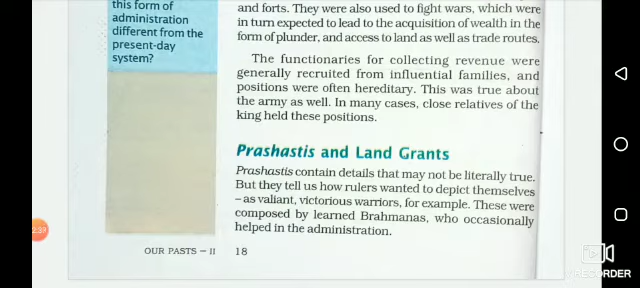 this form of
administration
different from the
present-day
system?
and forts. They were also used to fight wars, which were
in turn expected to lead to the acquisition of wealth in the
form of plunder, and access to land as well as trade routes.
The functionaries for collecting revenue were
generally recruited from influential families, and
positions were often hereditary. This was true about
the army as well. In many cases, close relatives of the
king held these positions.
Prashastis and Land Grants
Prashastis contain details that may not be literally true.
But they tell us how rulers wanted to depict themselves
– as valiant, victorious warriors, for example. These were
composed by learned Brahmanas, who occasionally
helped in the administration.
OUR PASTS – II 18
RECORDER